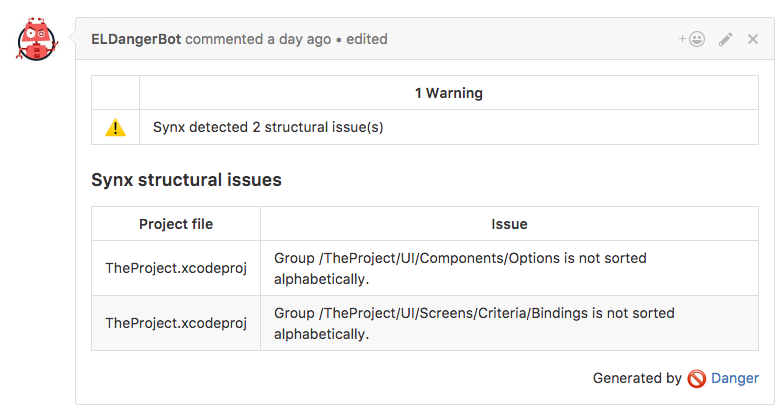 ELDangerBot commented a day ago • edited
1 Warning
Synx detected 2 structural issue(s)
Synx structural issues
Project file Issue
TheProject.xcodeproj
Group /TheProject/UI/Components/Options is not sorted
alphabetically.
TheProject.xcodeproj
Group /TheProject/UI/Screens/Criteria/Bindings is not sorted
alphabetically.
Generated by 🚫 Danger